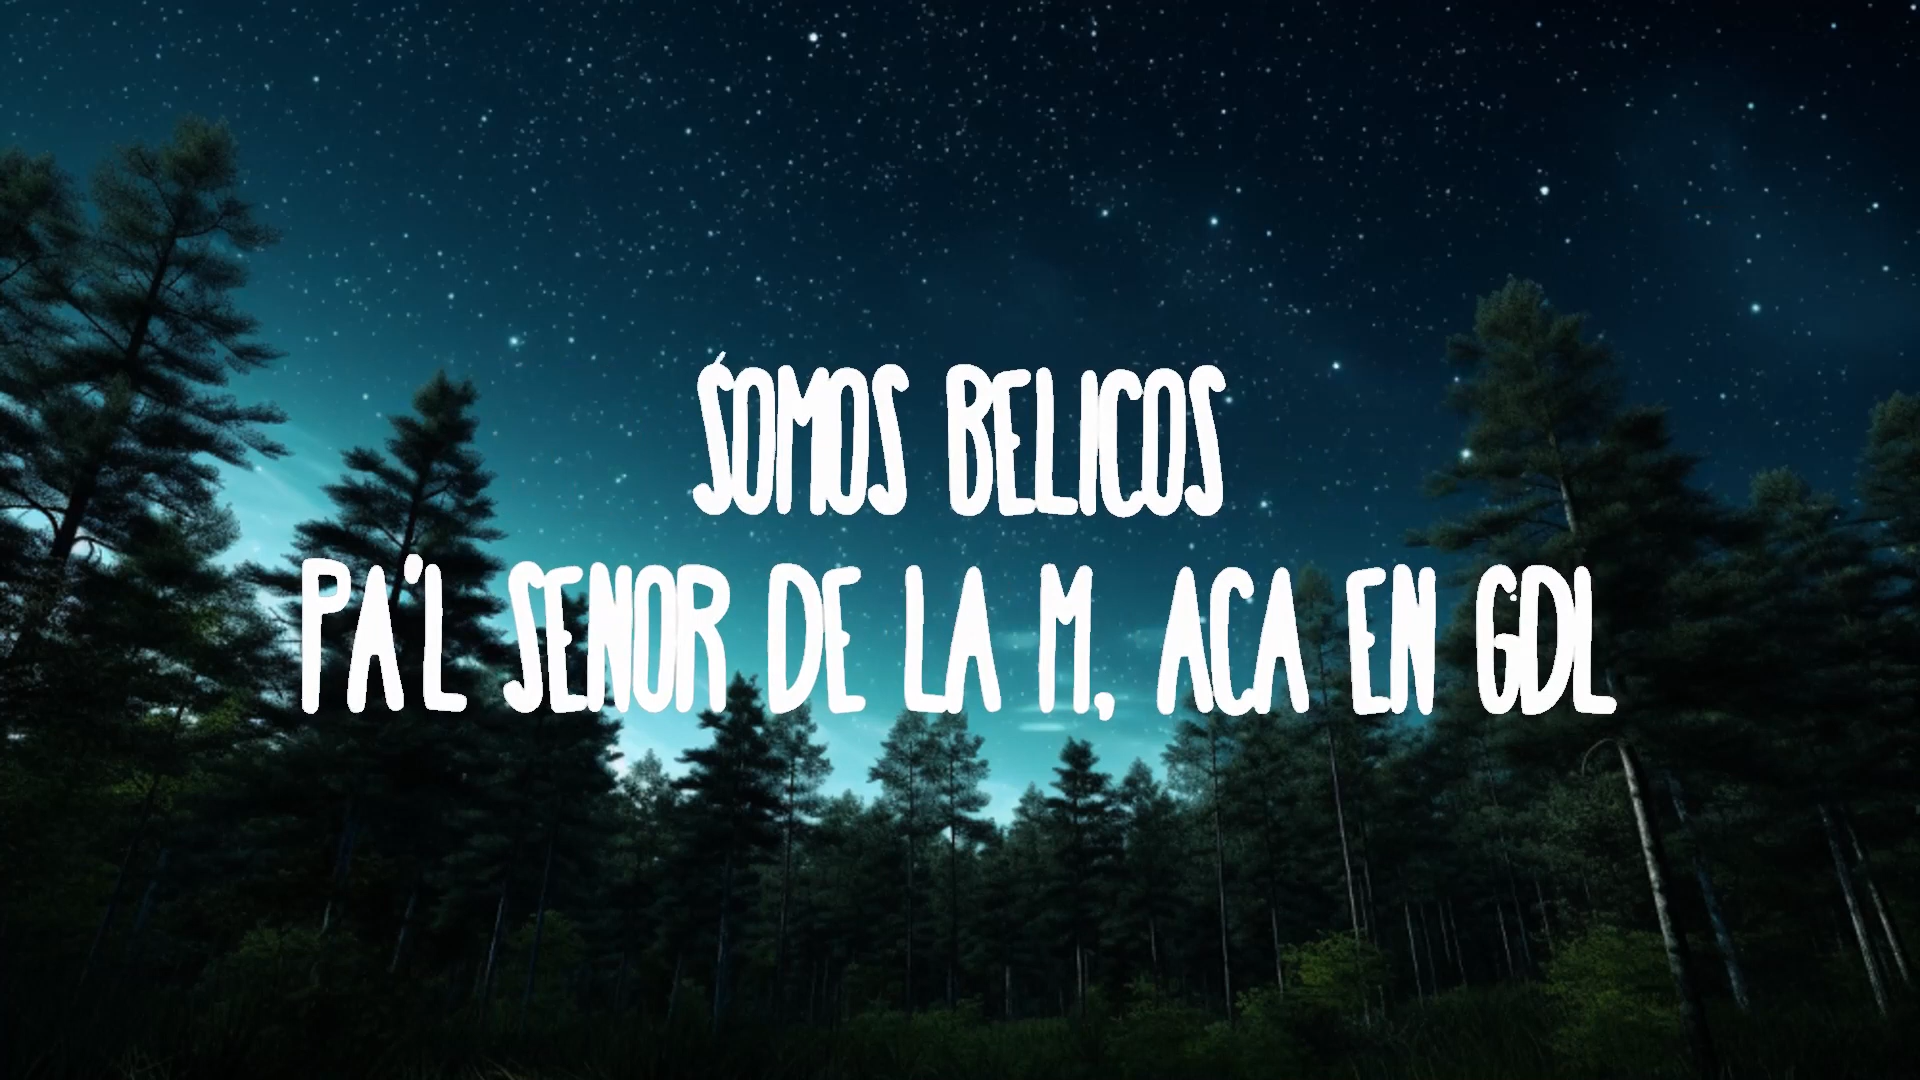 SOMOS BELICOS
PA'L SENOR DE LA M, ACA EN GDL